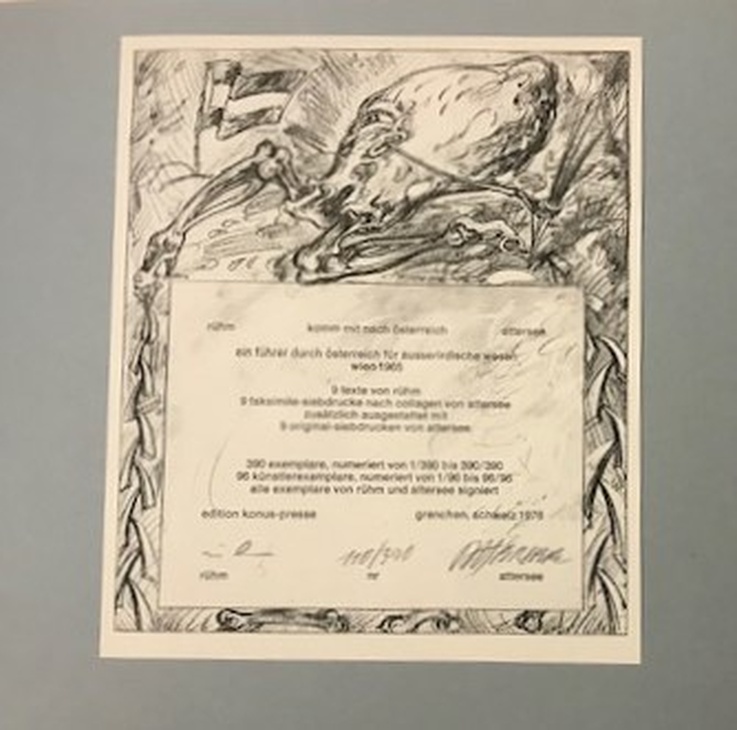 rühm komm mit nach österreich attersee
ein führer durch österreich für ausserirdische wesen
wien 1965
9 texte von rühm
9 faksimile-siebdrucke nach collagen von attersee
zusätzlich ausgestattet mit
9 original-siebdrucken von attersee
390 exemplare, numeriert von 1/390 bis 390/390
96 künstlerexemplare, numeriert von 1/96 bis 96/96
alle exemplare von rühm und attersee signiert
edition konus-presse grenchen, schweiz 1976
110/390
rühm nr attersee